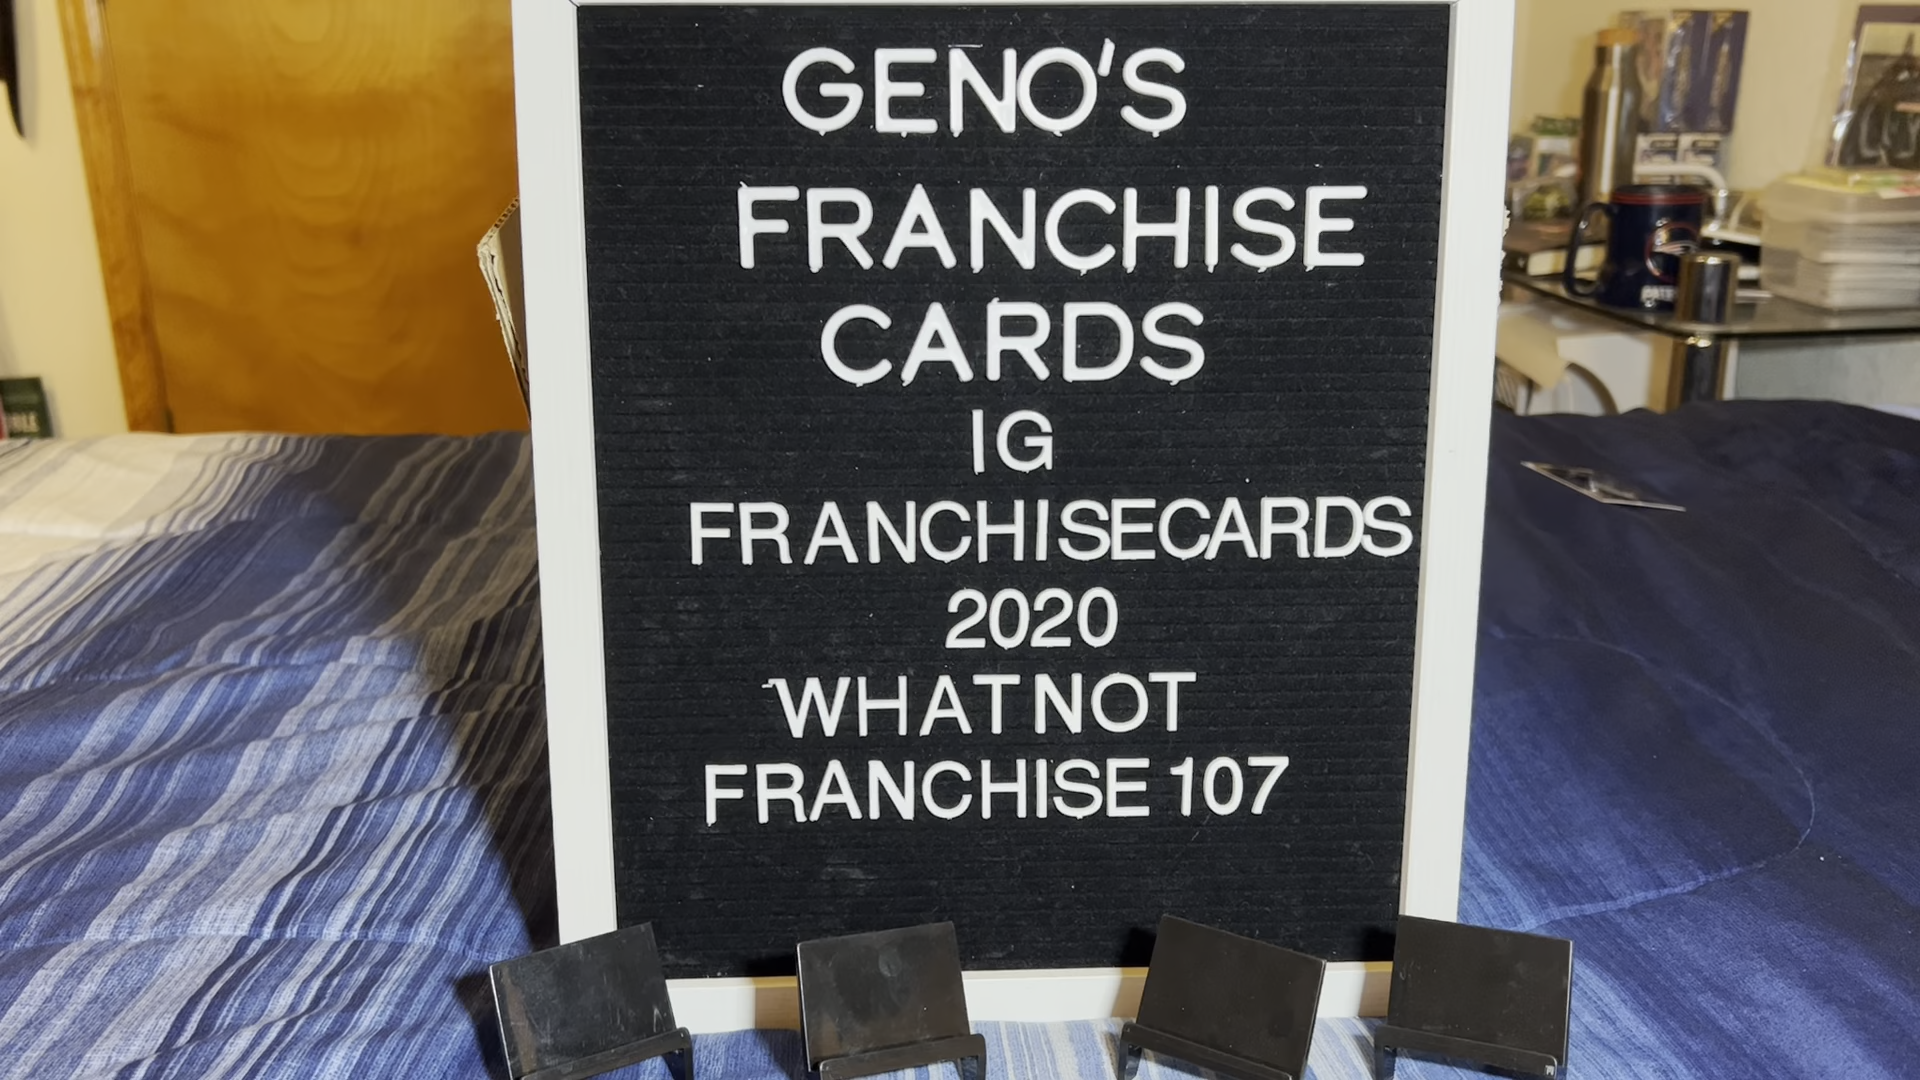 GENO'S
FRANCHISE
CARDS
IG
FRANCHISECARDS
2020
WHATNOT
FRANCHISE 107